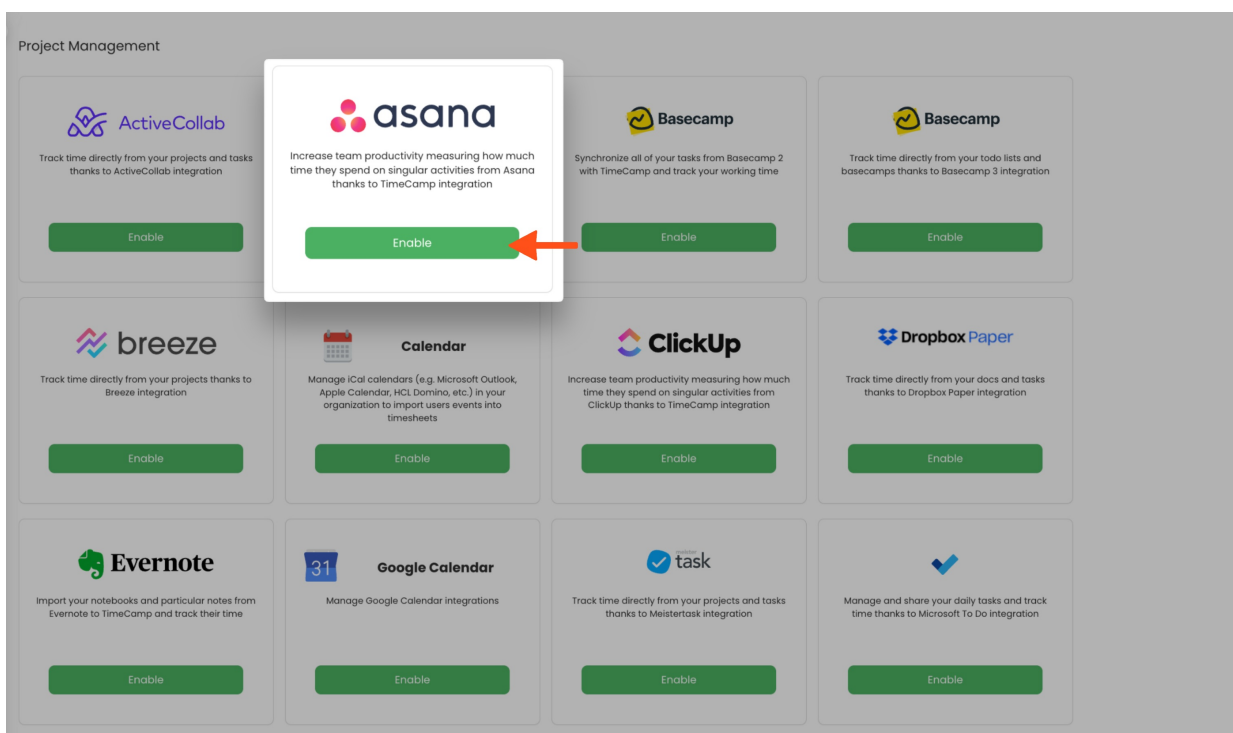 Project Management
ActiveCollab
Track time directly from your projects and tasks
thanks to ActiveCollab integration
Enable
asana
Increase team productivity measuring how much
time they spend on singular activities from Asana
thanks to TimeCamp integration
Enable
Basecamp
Synchronize all of your tasks from Basecamp 2
with TimeCamp and track your working time
Enable
Basecamp
Track time directly from your todo lists and
basecamps thanks to Basecamp 3 integration
Enable
breeze
Track time directly from your projects thanks to
Breeze integration
Enable
Calendar
Manage iCal calendars (e.g. Microsoft Outlook,
Apple Calendar, HCL Domino, etc.) in your
organization to import users events into
timesheets
Enable
ClickUp
Increase team productivity measuring how much
time they spend on singular activities from
ClickUp thanks to TimeCamp integration
Enable
Dropbox Paper
Track time directly from your docs and tasks
thanks to Dropbox Paper integration
Enable
Evernote
Import your notebooks and particular notes from
Evernote to TimeCamp and track their time
Enable
31
Google Calendar
Manage Google Calendar integrations
Enable
task
Track time directly from your projects and tasks
thanks to Meistertask integration
Enable
Manage and share your daily tasks and track
time thanks to Microsoft To Do integration
Enable